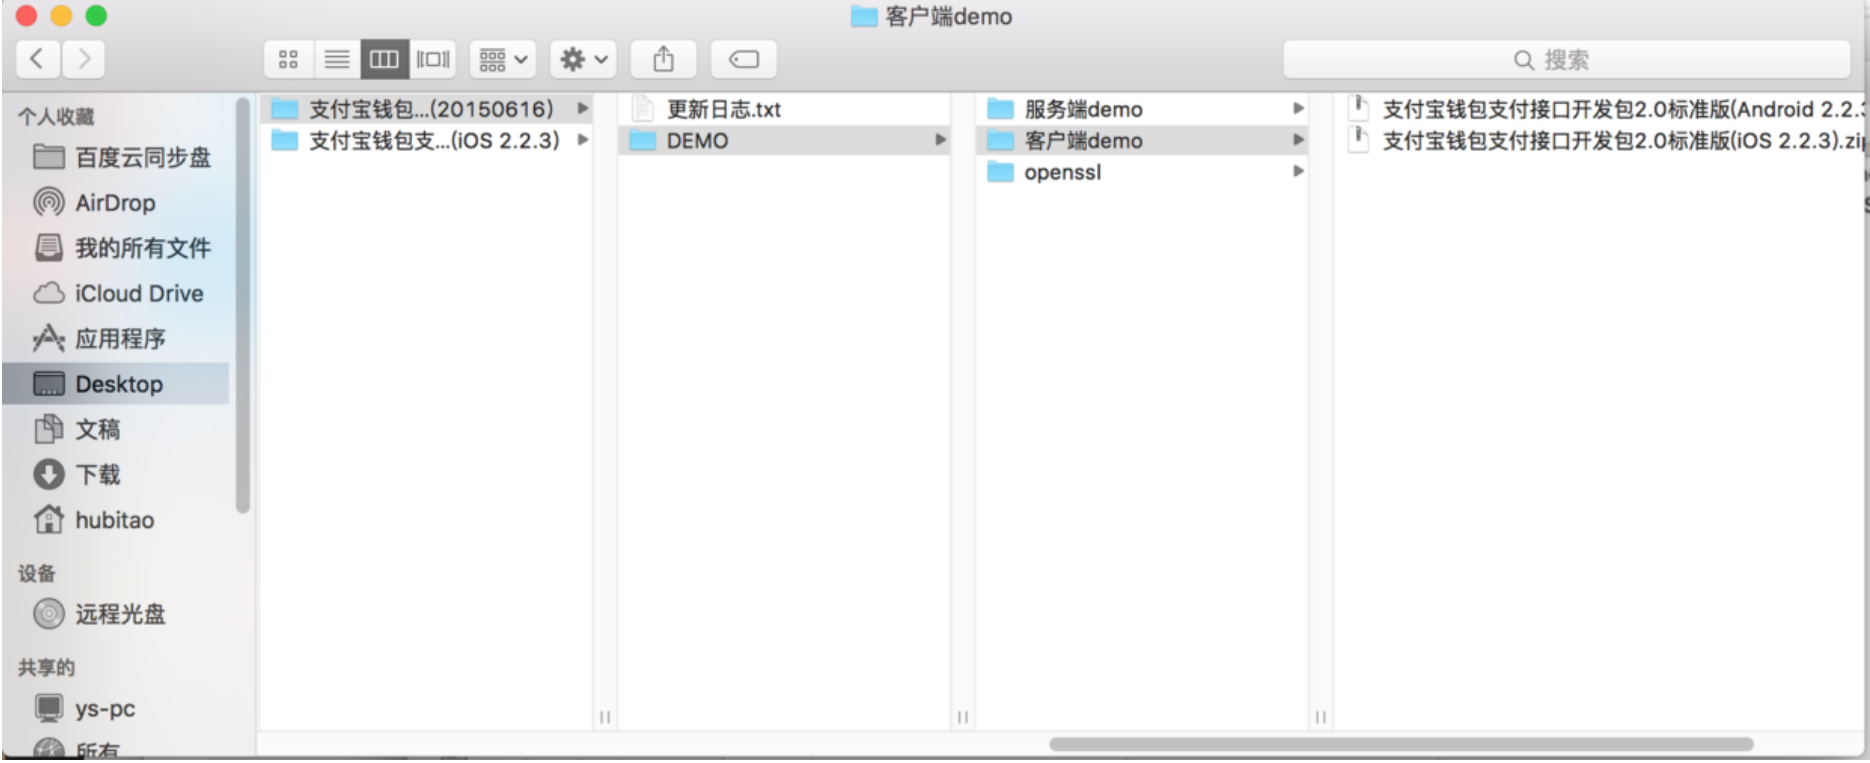 客户端demo
搜索
个人收藏
百度云同步盘
AirDrop
我的所有文件
iCloud Drive
应用程序
Desktop
文稿
下载
hubitao
设备
远程光盘
共享的
ys-pc
所有
支付宝钱包...(20150616)
支付宝钱包支...(iOS 2.2.3)
更新日志.txt
DEMO
服务端demo
客户端demo
openssl
支付宝钱包支付接口开发包2.0标准版(Android 2.2.
支付宝钱包支付接口开发包2.0标准版(iOS 2.2.3).zi